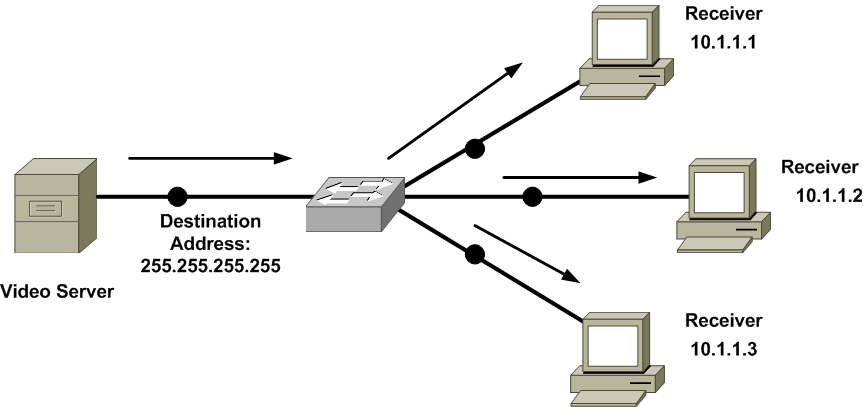 Receiver
10.1.1.1
Receiver
10.1.1.2
Destination
Address:
255.255.255.255
Video Server
Receiver
10.1.1.3